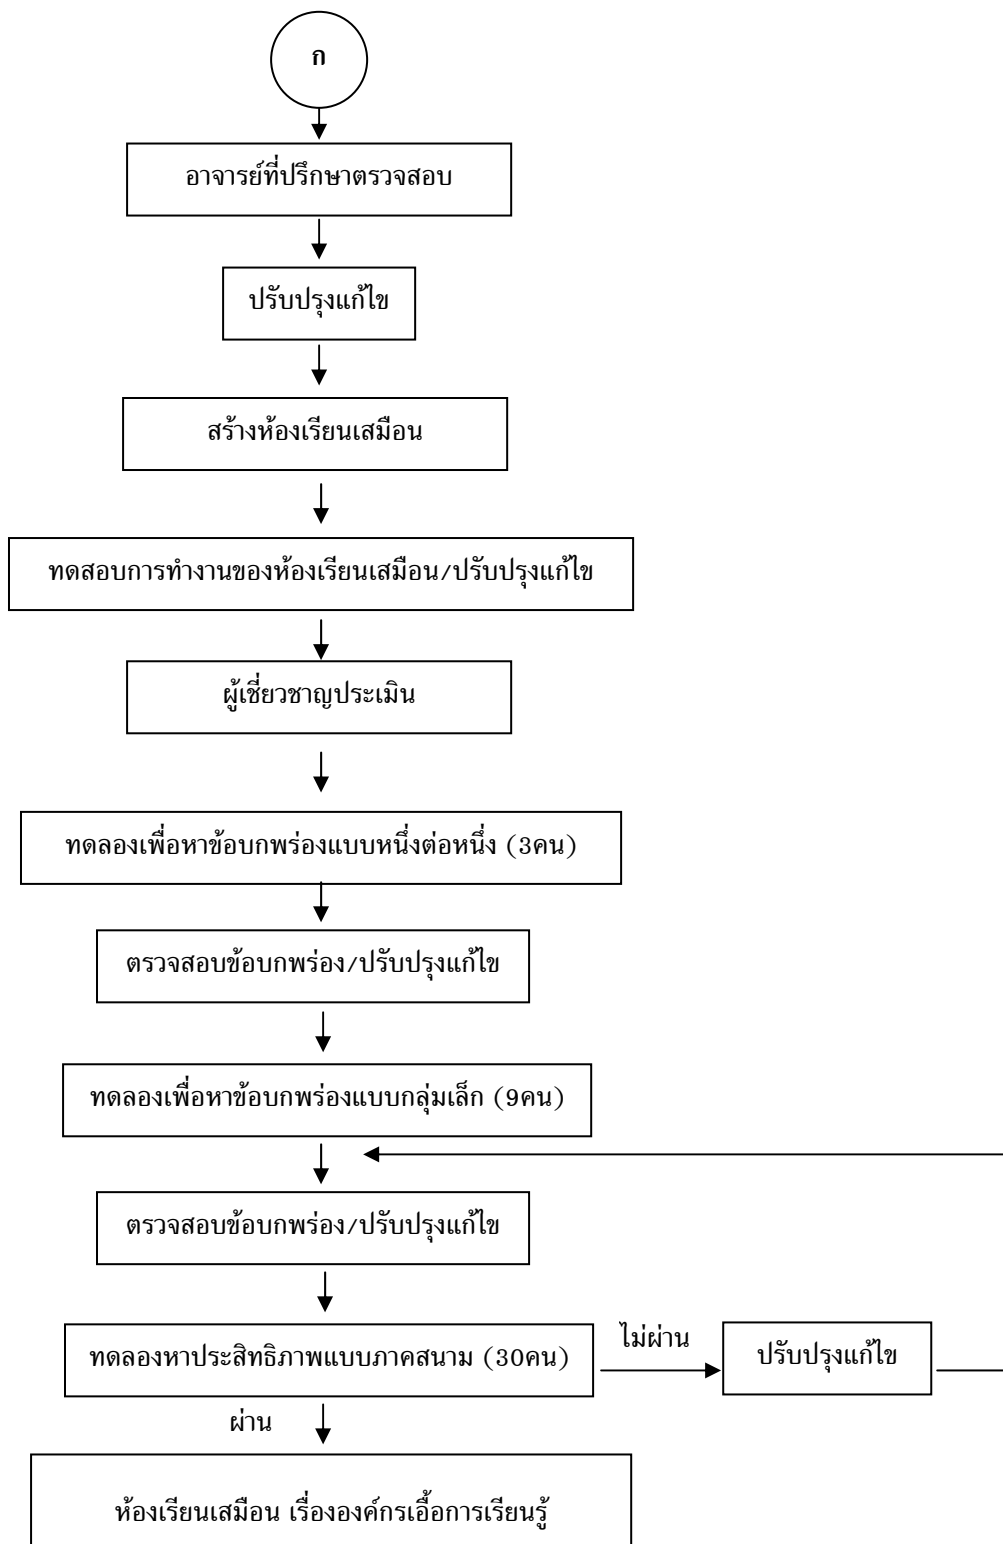 ก
อาจารย์ที่ปรึกษาตรวจสอบ
ปรับปรุงแก้ไข
สร้างห้องเรียนเสมือน
ทดสอบการทำงานของห้องเรียนเสมือน/ปรับปรุงแก้ไข
ผู้เชี่ยวชาญประเมิน
ทดลองเพื่อหาข้อบกพร่องแบบหนึ่งต่อหนึ่ง (3คน)
ตรวจสอบข้อบกพร่อง/ปรับปรุงแก้ไข
ทดลองเพื่อหาข้อบกพร่องแบบกลุ่มเล็ก (9คน)
ตรวจสอบข้อบกพร่อง/ปรับปรุงแก้ไข
ทดลองหาประสิทธิภาพแบบภาคสนาม (30คน)
ไม่ผ่าน
ปรับปรุงแก้ไข
ผ่าน
ห้องเรียนเสมือน เรื่ององค์กรเอื้อการเรียนรู้